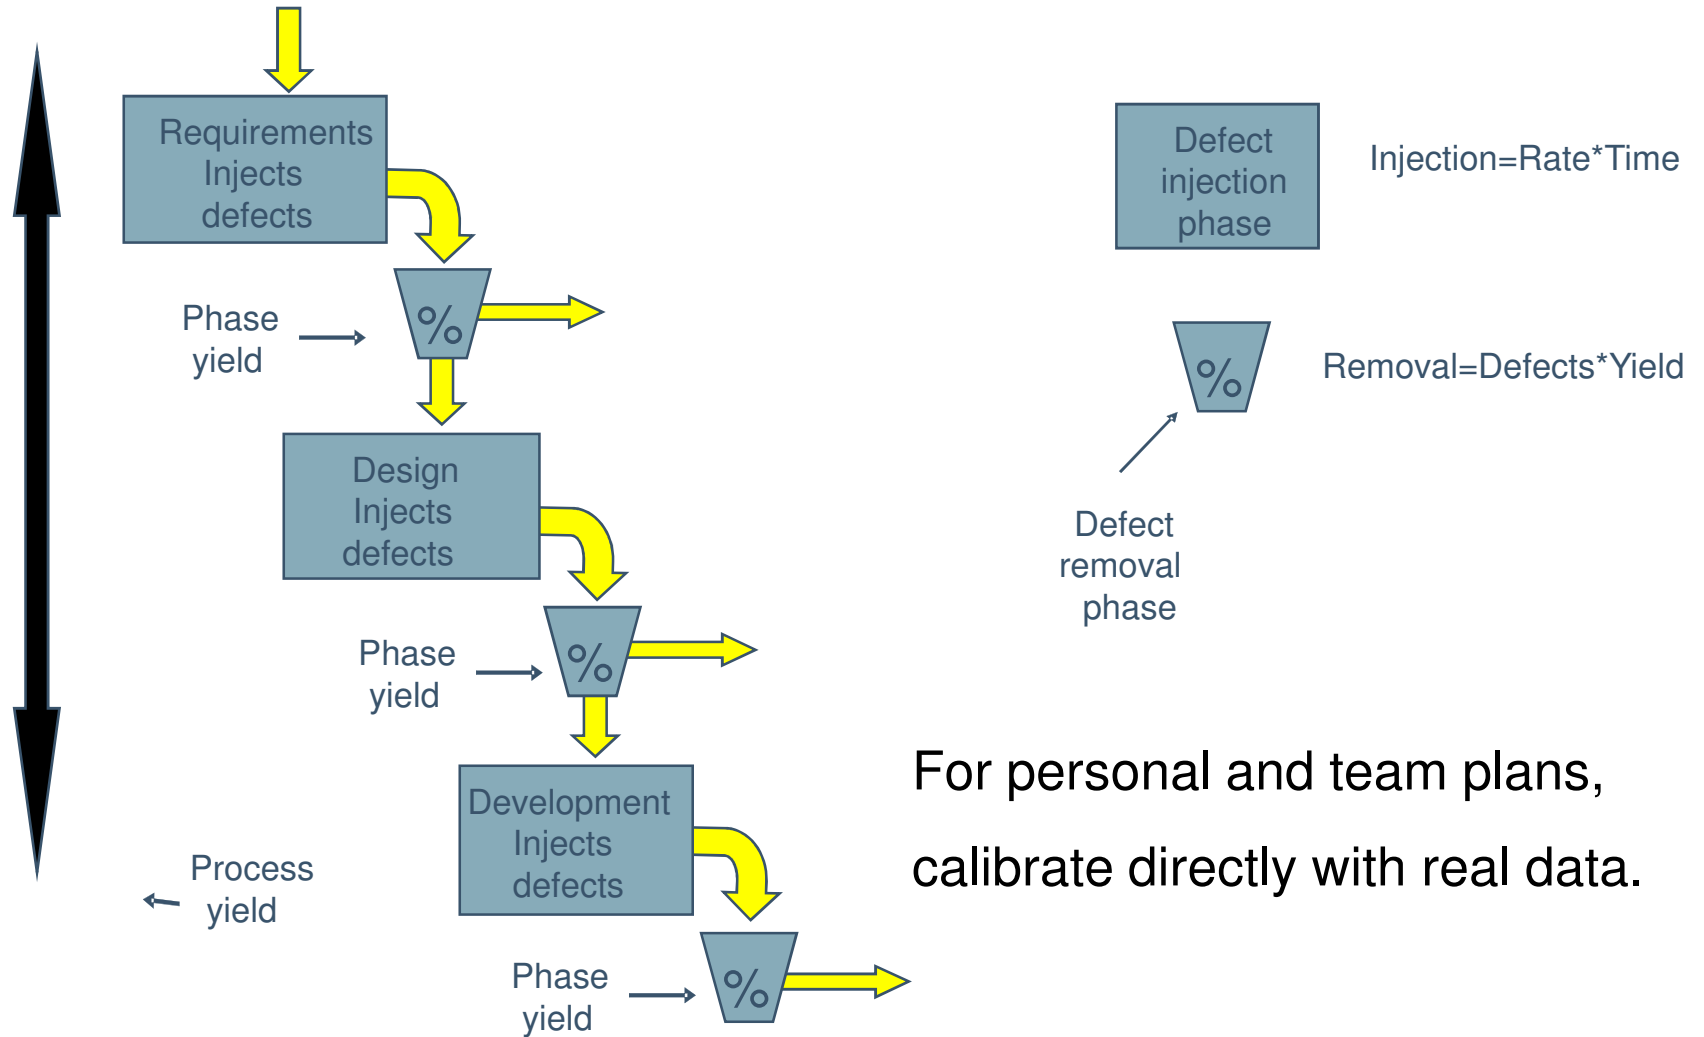 Requirements
Injects
defects
Phase
yield
%
Design
Injects
defects
Phase
yield
%
Development
Injects
defects
Process
yield
Phase
yield
%
Defect
injection
phase
Injection=Rate*Time
%
Removal=Defects*Yield
Defect
removal
phase
For personal and team plans,
calibrate directly with real data.